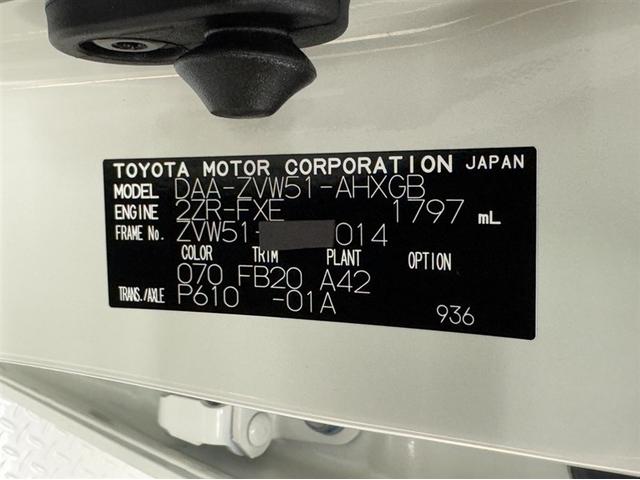 TOYOTA MOTOR CORPORATION JAPAN
MODEL DAA-ZVW51-AHXGB
ENGINE 2ZR-FXE 1797 mL
FRAME No. ZVW51- 014
COLOR TRIM PLANT OPTION
070 FB20 A42
TRANS./AXLE P610 -01A
936